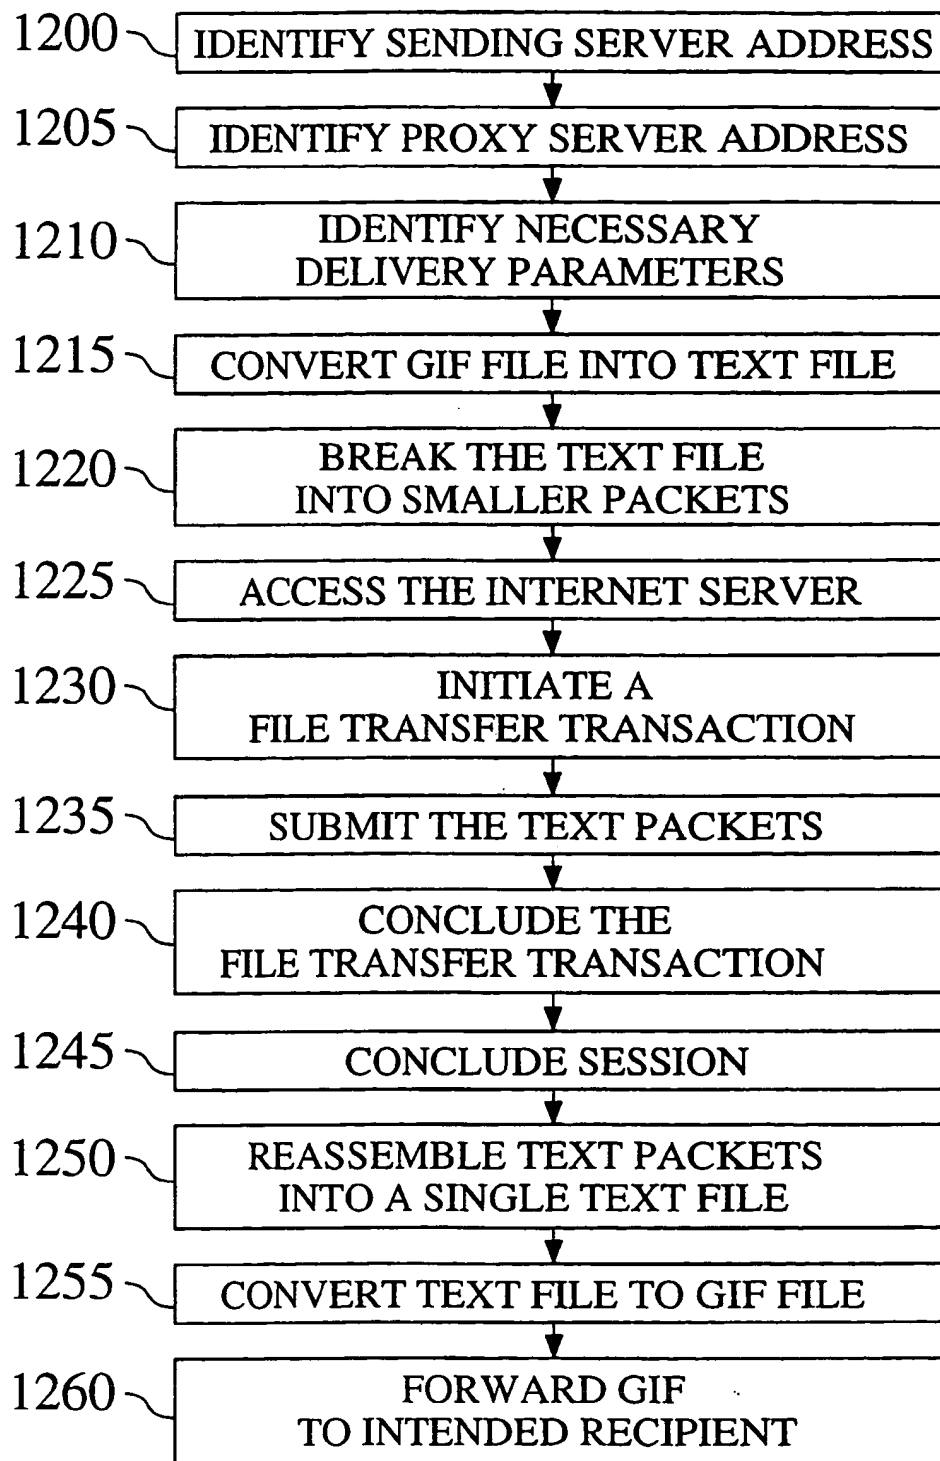 1200 IDENTIFY SENDING SERVER ADDRESS
1205 IDENTIFY PROXY SERVER ADDRESS
1210 IDENTIFY NECESSARY
DELIVERY PARAMETERS
1215 CONVERT GIF FILE INTO TEXT FILE
1220 BREAK THE TEXT FILE
INTO SMALLER PACKETS
1225 ACCESS THE INTERNET SERVER
1230 INITIATE A
FILE TRANSFER TRANSACTION
1235 SUBMIT THE TEXT PACKETS
1240 CONCLUDE THE
FILE TRANSFER TRANSACTION
1245 CONCLUDE SESSION
1250 REASSEMBLE TEXT PACKETS
INTO A SINGLE TEXT FILE
1255 CONVERT TEXT FILE TO GIF FILE
1260 FORWARD GIF
TO INTENDED RECIPIENT